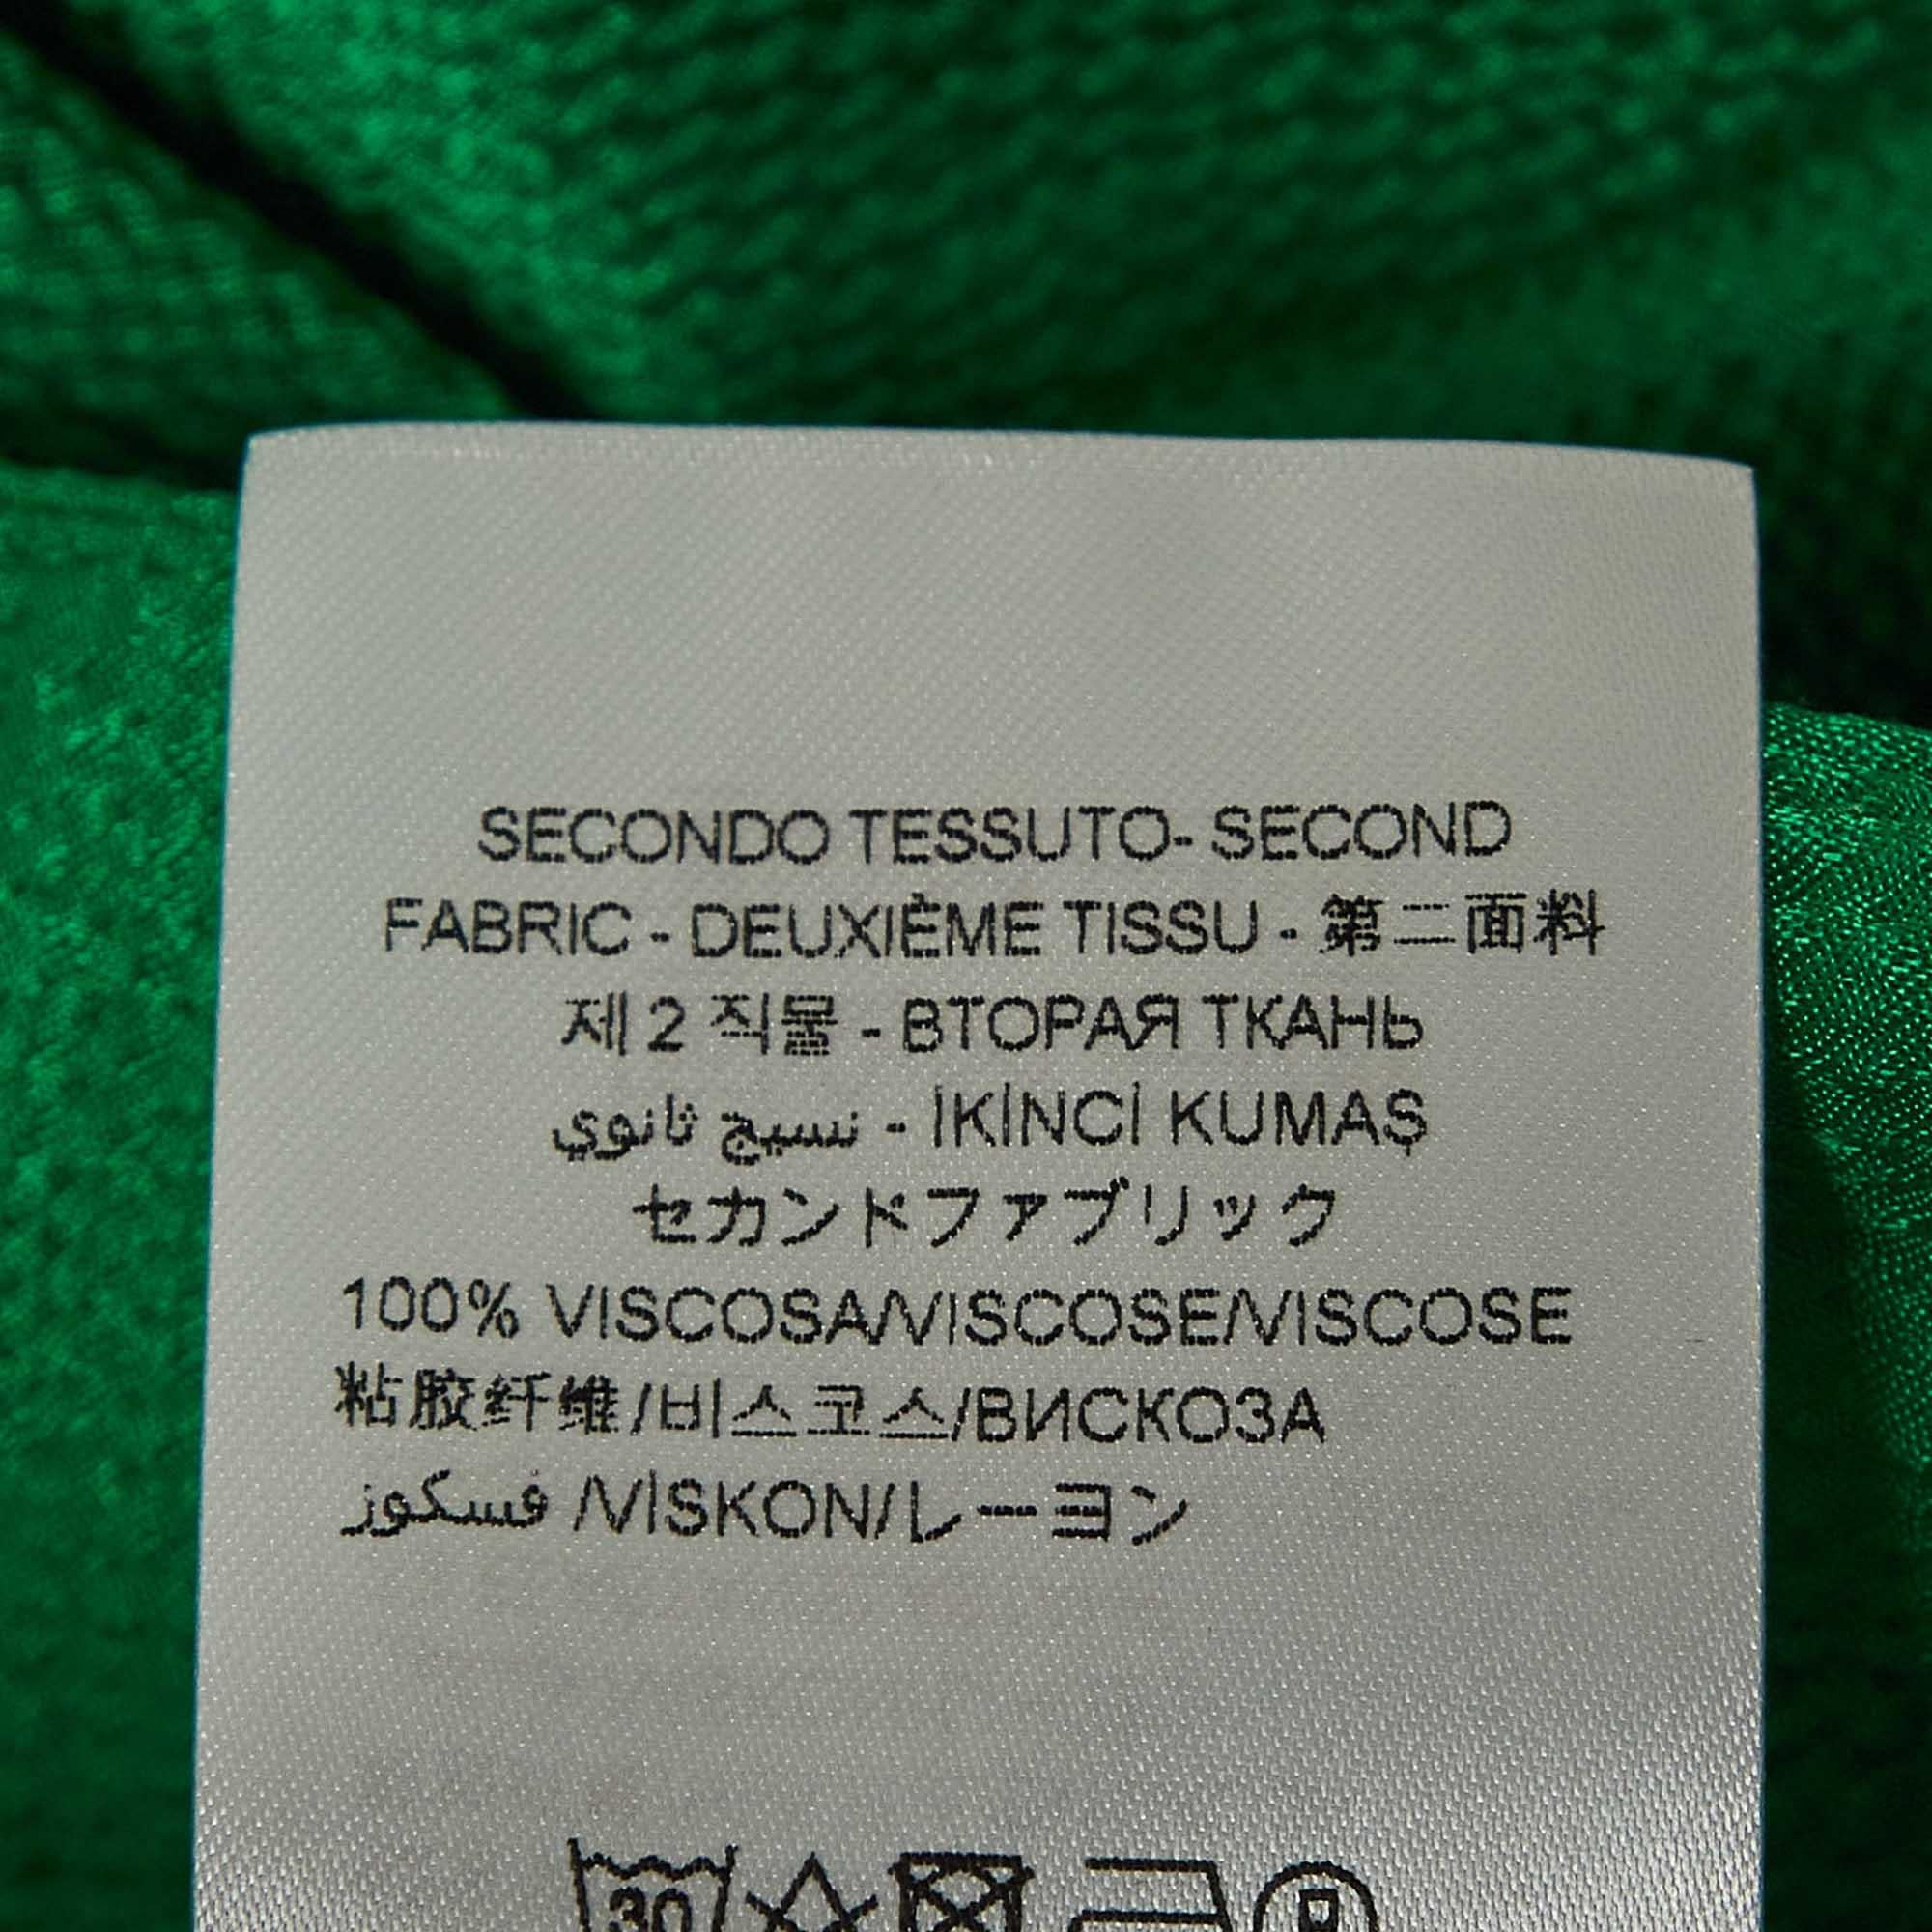 SECONDO TESSUTO- SECOND
FABRIC - DEUXIÈME TISSU - 第二面料
제 2 직물 - ВТОРАЯ ТКАНЬ
نسيج ثانوي - İKİNCİ KUMAŞ
セカンドファブリック
100% VISCOSA/VISCOSE/VISCOSE
粘胶纤维/비스코스/ВИСКОЗА
فسكوز /VİSKON/レーヨン
30
P